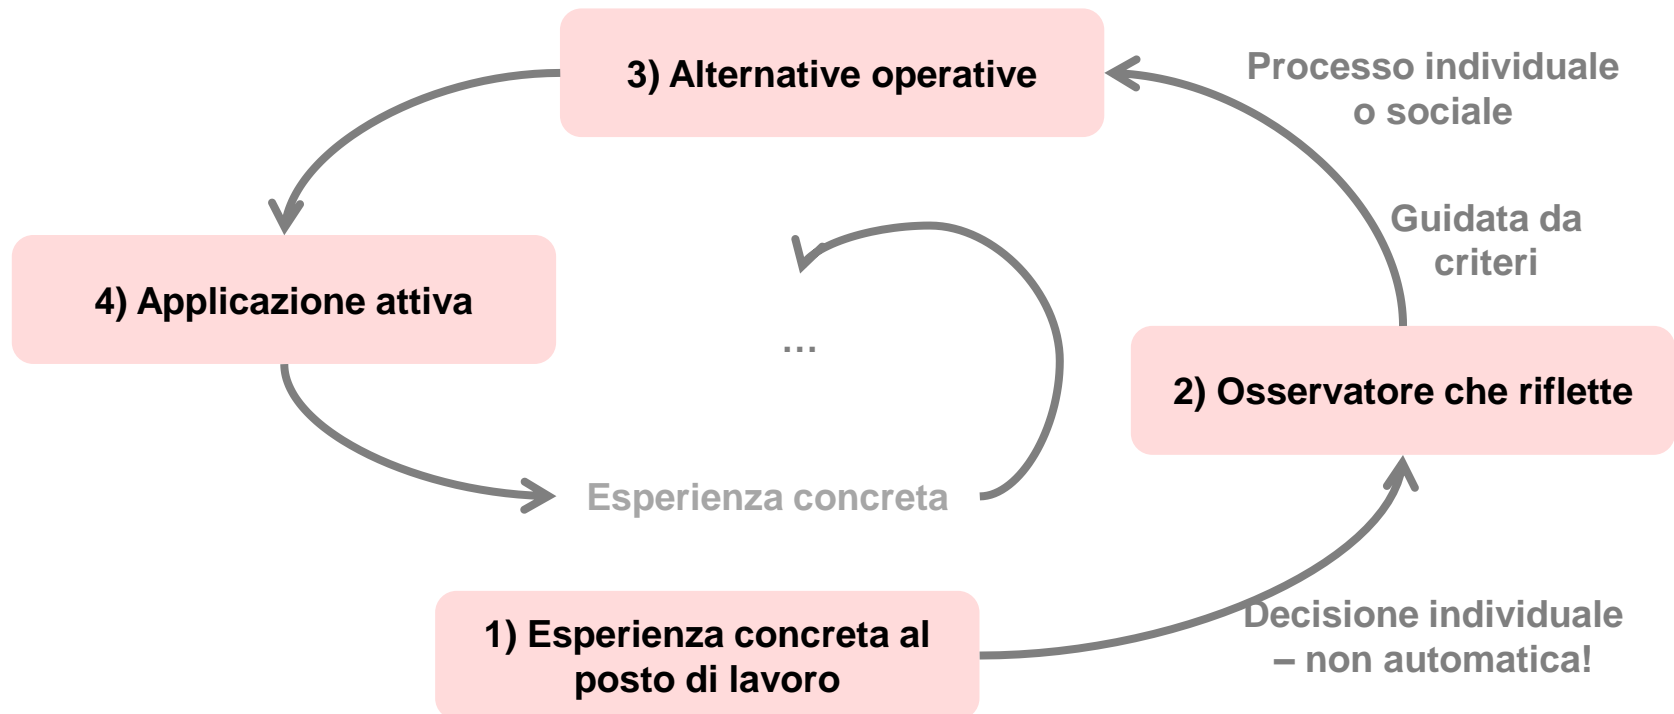 3) Alternative operative
Processo individuale
o sociale
Guidata da
criteri
4) Applicazione attiva
…
2) Osservatore che riflette
Esperienza concreta
1) Esperienza concreta al
posto di lavoro
Decisione individuale
– non automatica!